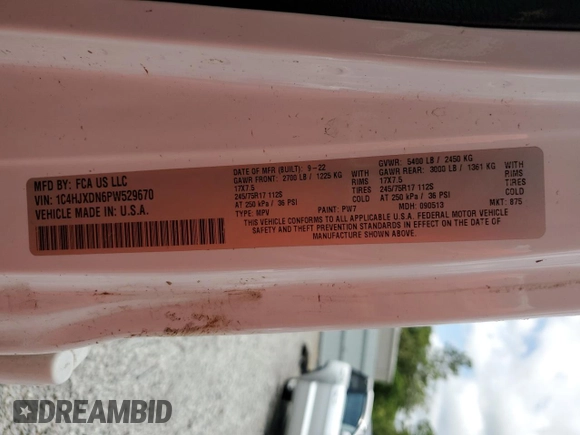 MFD BY: FCA US LLC
VIN: 1C4HJXDN6PW529670
VEHICLE MADE IN U.S.A.
DATE OF MFR (BUILT): 9-22
GAWR FRONT: 2700 LB / 1225 KG WITH
17X7.5 RIMS
245/75R17 112S TIRES
AT 250 kPa / 36 PSI COLD
TYPE: MPV PAINT: PW7
GVWR: 5400 LB / 2450 KG
GAWR REAR: 3000 LB / 1361 KG WITH
17X7.5 RIMS
245/75R17 112S TIRES
AT 250 kPa / 36 PSI COLD
MDH: 090513 MKT: 875
THIS VEHICLE CONFORMS TO ALL APPLICABLE U.S.A. FEDERAL MOTOR VEHICLE
SAFETY AND THEFT PREVENTION STANDARDS IN EFFECT ON THE DATE OF
MANUFACTURE SHOWN ABOVE.
DREAMBID